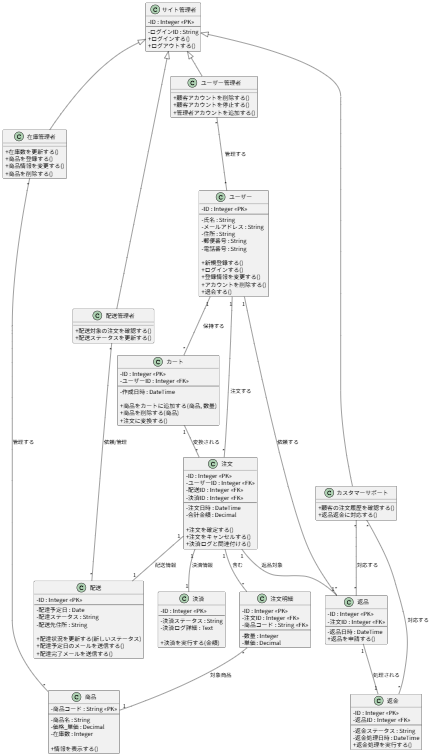 サイト管理者
-ID : Integer <<PK>>
-ログインID : String
+ログインする()
+ログアウトする()
ユーザー管理者
+顧客アカウントを削除する()
+顧客アカウントを停止する()
+管理者アカウントを追加する()
在庫管理者
+在庫数を更新する()
+商品を登録する()
+商品情報を変更する()
+商品を削除する()
管理する
ユーザー
-ID : Integer <<PK>>
-氏名 : String
-メールアドレス : String
-住所 : String
-郵便番号 : String
-電話番号 : String
+新規登録する()
+ログインする()
+登録情報を変更する()
+アカウントを削除する()
+退会する()
配送管理者
+配送対象の注文を確認する()
+配送ステータスを更新する()
保持する
カート
-ID : Integer <<PK>>
-ユーザーID : Integer <<FK>>
-作成日時 : DateTime
+商品をカートに追加する(商品, 数量)
+商品を削除する(商品)
+注文に変換する()
注文する
管理する
依頼/管理
変換される
依頼する
注文
-ID : Integer <<PK>>
-ユーザーID : Integer <<FK>>
-配送ID : Integer <<FK>>
-決済ID : Integer <<FK>>
-注文日時 : DateTime
-合計金額 : Decimal
+注文を確定する()
+注文をキャンセルする()
+決済ログと関連付ける()
カスタマーサポート
+顧客の注文履歴を確認する()
+返品返金に対応する()
配送情報
決済情報
含む
返品対象
対応する
配送
-ID : Integer <<PK>>
-配送予定日 : Date
-配送ステータス : String
-配送先住所 : String
+配送状況を更新する(新しいステータス)
+配送予定日のメールを送信する()
+配送完了メールを送信する()
決済
-ID : Integer <<PK>>
-決済ステータス : String
-ログ詳細 : Text
+決済を実行する(金額)
注文明細
-ID : Integer <<PK>>
-注文ID : Integer <<FK>>
-商品コード : String <<FK>>
-数量 : Integer
-単価 : Decimal
返品
-ID : Integer <<PK>>
-注文ID : Integer <<FK>>
-返品日時 : DateTime
+返品を申請する()
対応する
対象商品
処理される
商品
-商品コード : String <<PK>>
-商品名 : String
-価格_単価 : Decimal
-在庫数 : Integer
+情報を表示する()
返金
-ID : Integer <<PK>>
-返品ID : Integer <<FK>>
-返金ステータス : String
-返金処理日時 : DateTime
+返金処理を実行する()